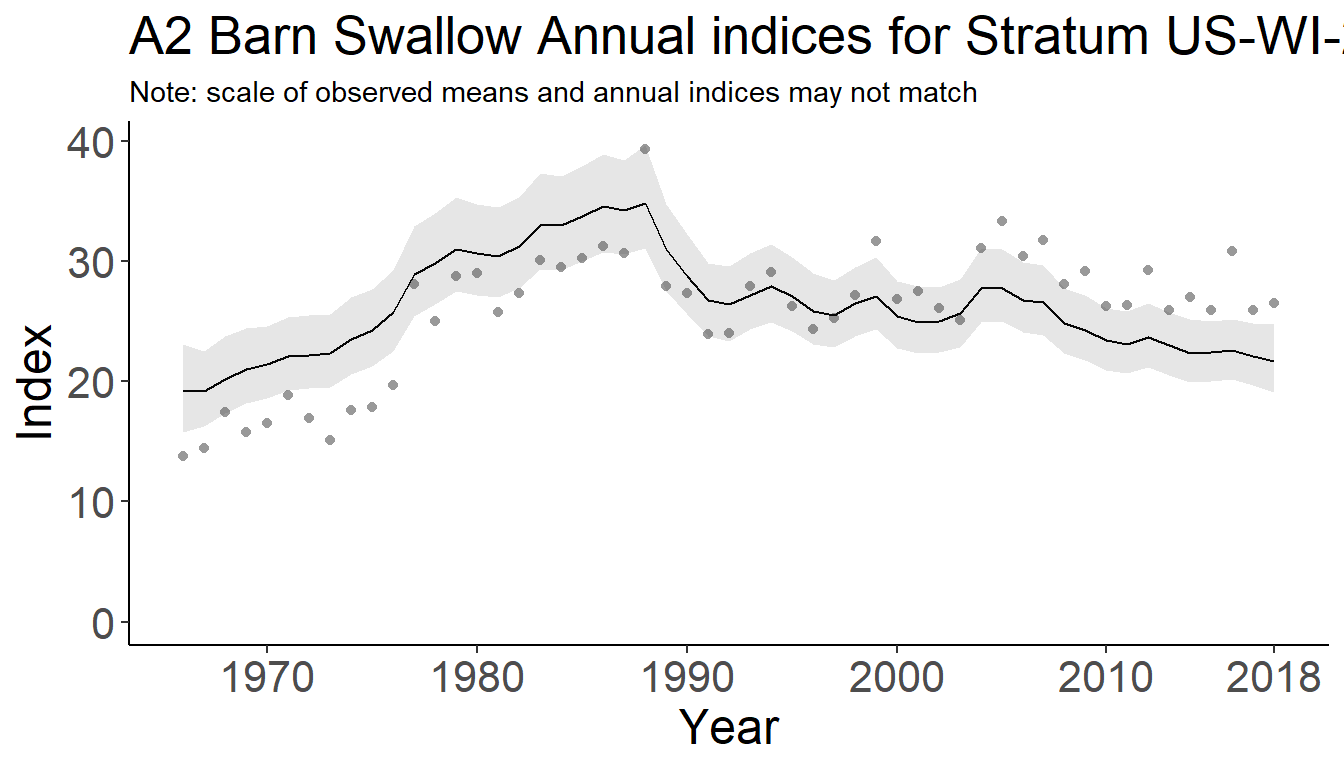 A2 Barn Swallow Annual indices for Stratum US-WI-
Note: scale of observed means and annual indices may not match
40
30
20
10
0
Index
1970 1980 1990 2000 2010 2018
Year